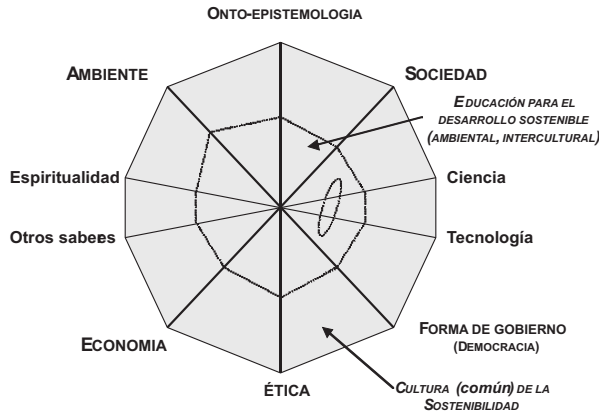 ONTO-EPISTEMOLOGIA
AMBIENTE
SOCIEDAD
EDUCACIÓN PARA EL
DESARROLLO SOSTENIBLE
(AMBIENTAL, INTERCULTURAL)
Espiritualidad
Ciencia
Otros saberes
Tecnología
FORMA DE GOBIERNO
(DEMOCRACIA)
ECONOMIA
ÉTICA
CULTURA (común) DE LA
SOSTENIBILIDAD